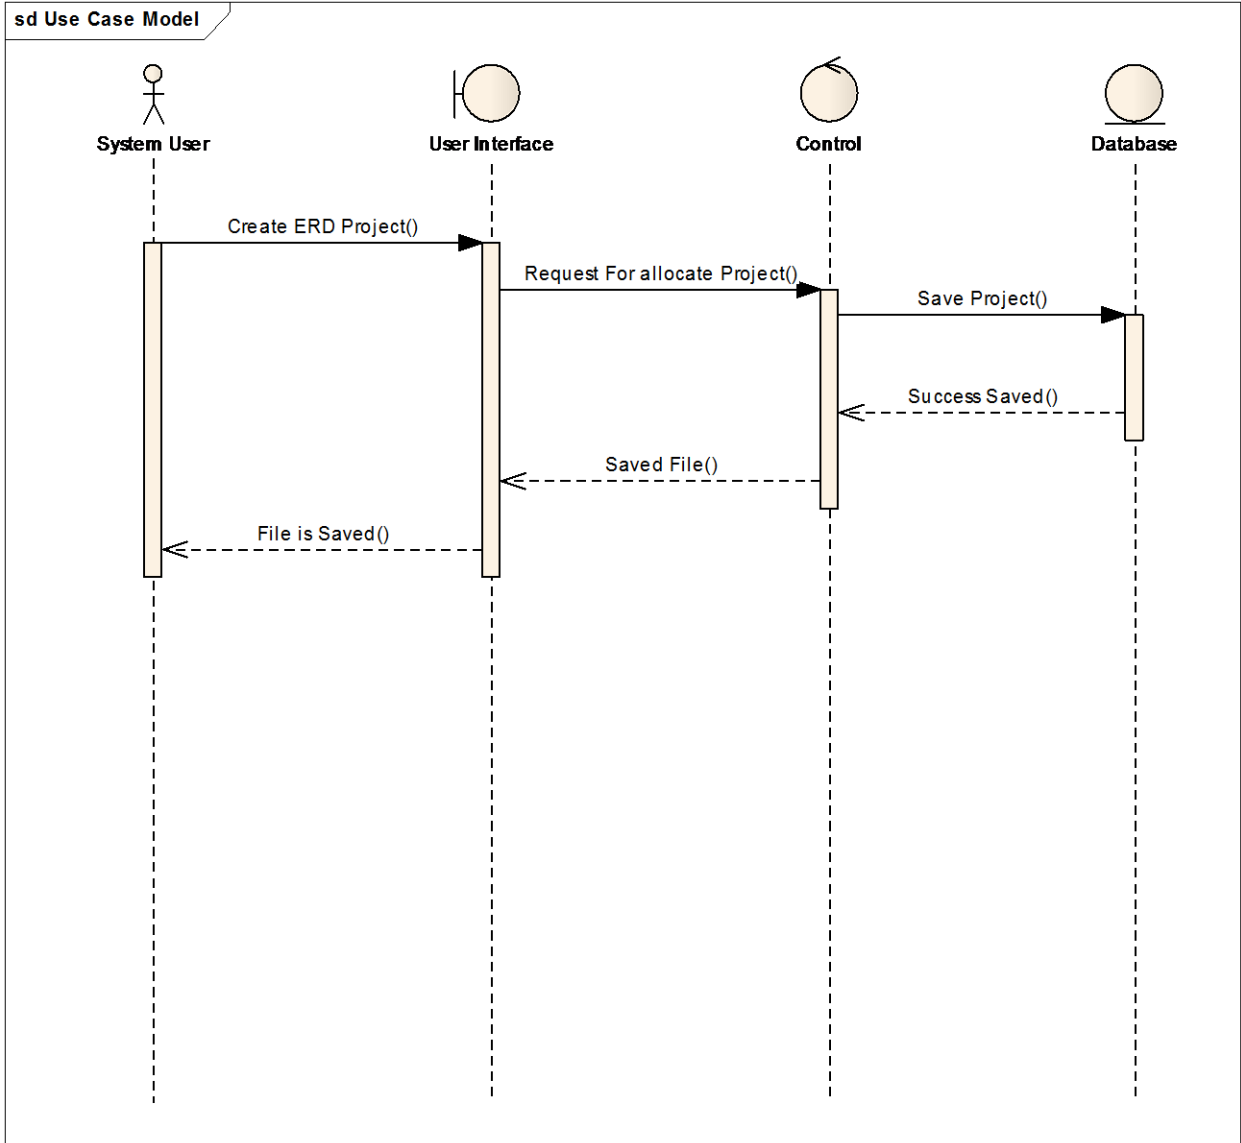 sd Use Case Model
System User
User Interface
Control
Database
Create ERD Project()
Request For allocate Project()
Save Project()
Success Saved()
Saved File()
File is Saved()